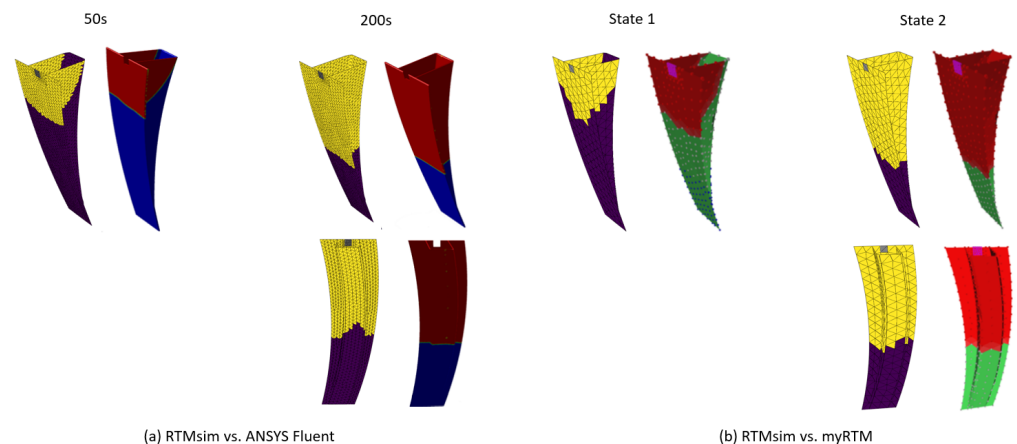 50s
200s
State 1
State 2
(a) RTMsim vs. ANSYS Fluent
(b) RTMsim vs. myRTM